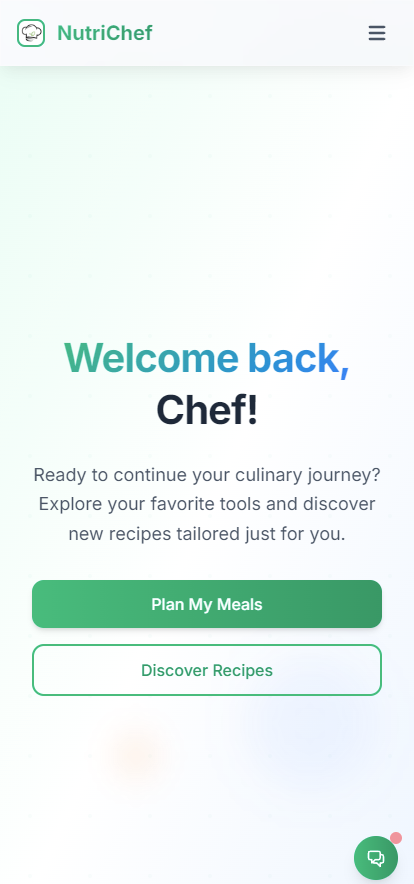 NutriChef
Welcome back,
Chef!
Ready to continue your culinary journey?
Explore your favorite tools and discover
new recipes tailored just for you.
Plan My Meals
Discover Recipes